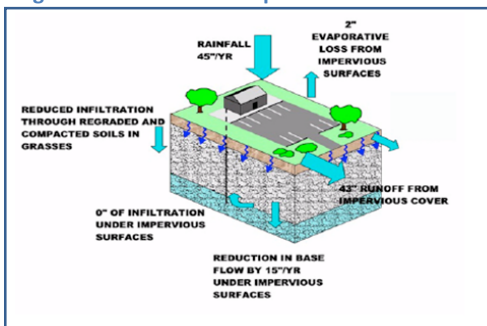 2"
EVAPORATIVE
LOSS FROM
IMPERVIOUS
SURFACES
RAINFALL
45"/YR
REDUCED INFILTRATION
THROUGH REGRADED AND
COMPACTED SOILS IN
GRASSES
43" RUNOFF FROM
IMPERVIOUS COVER
0" OF INFILTRATION
UNDER IMPERVIOUS
SURFACES
REDUCTION IN BASE
FLOW BY 15"/YR
UNDER IMPERVIOUS
SURFACES